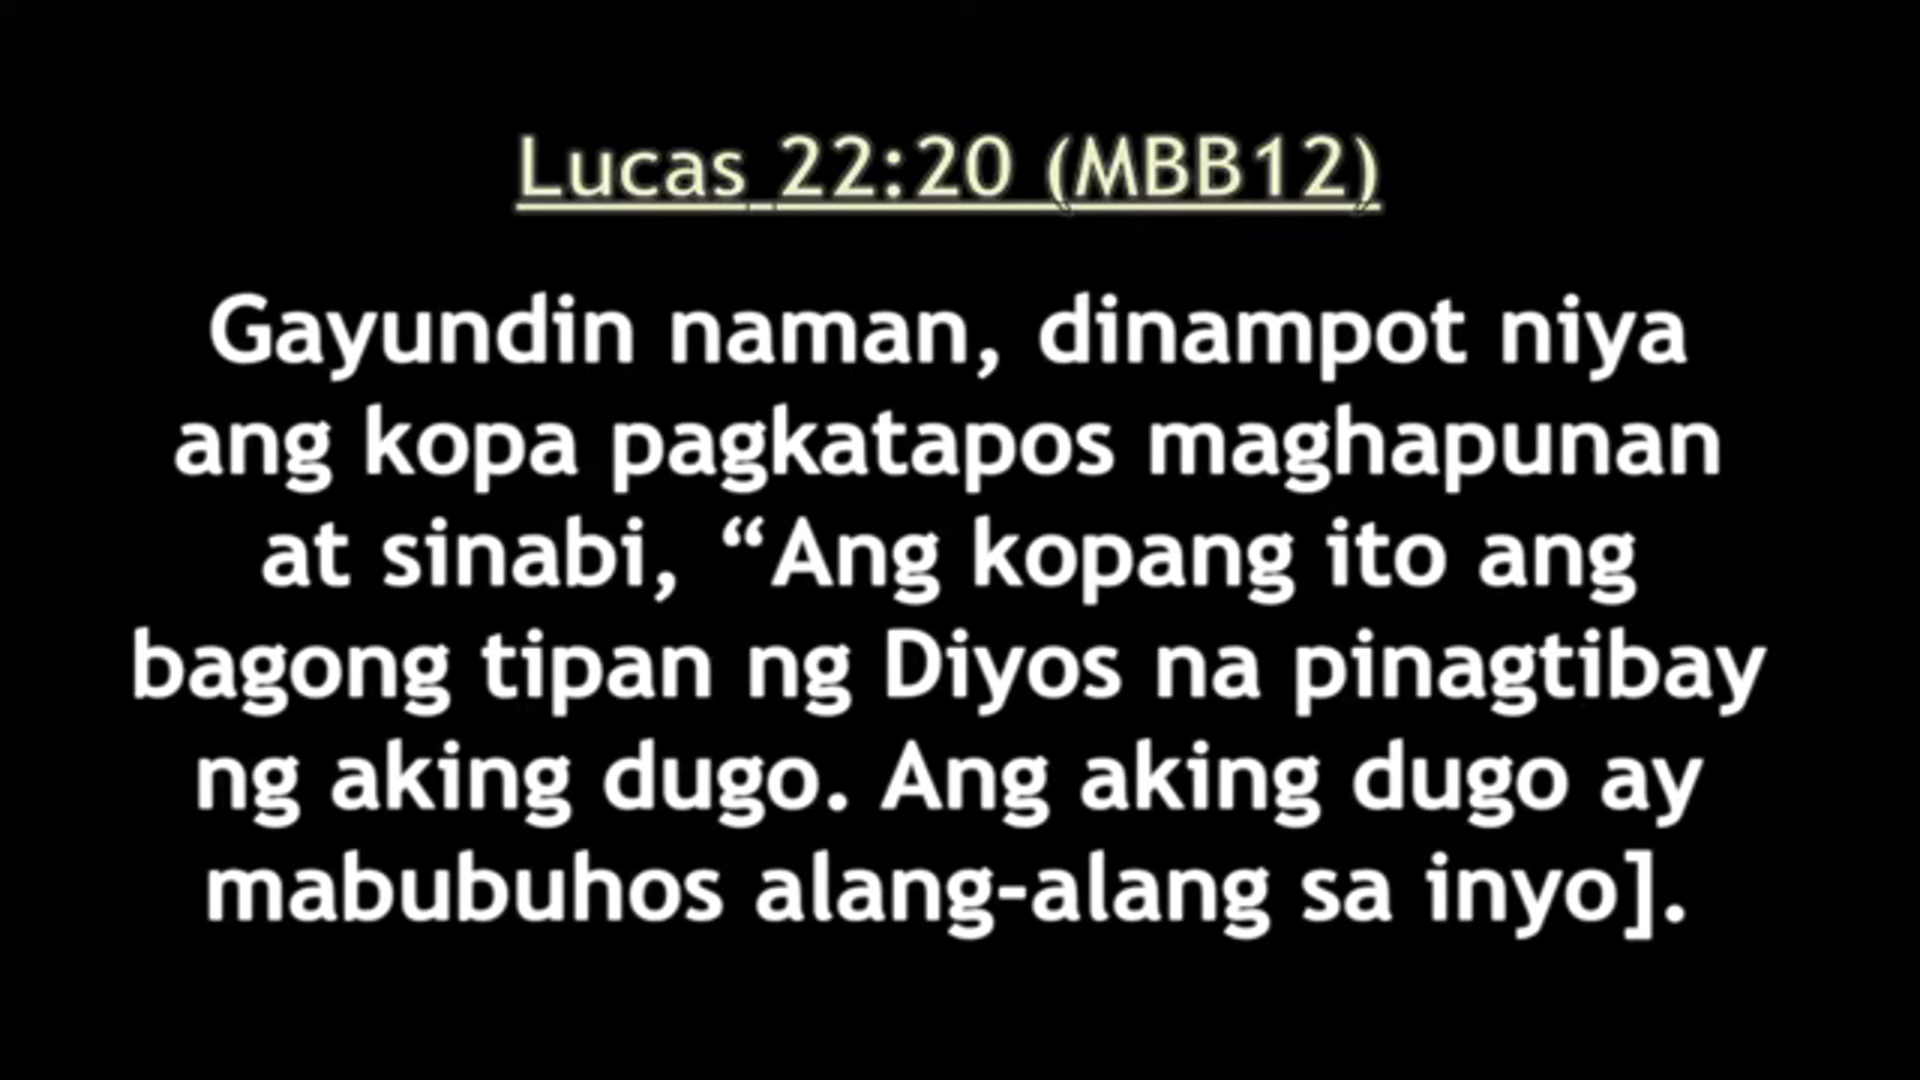 Lucas 22:20 (MBB12)
Gayundin naman, dinampot niya
ang kopa pagkatapos maghapunan
at sinabi, “Ang kopang ito ang
bagong tipan ng Diyos na pinagtibay
ng aking dugo. Ang aking dugo ay
mabubuhos alang-alang sa inyo].